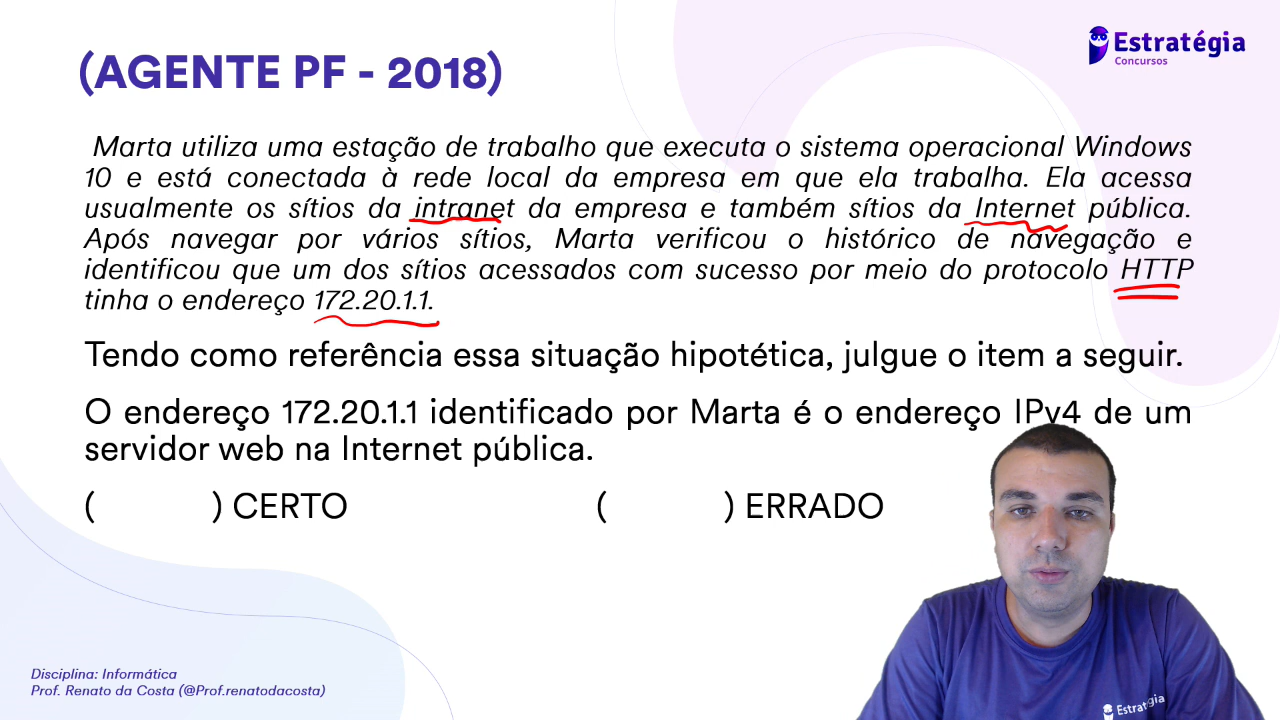 Estratégia
Concursos
(AGENTE PF - 2018)
Marta utiliza uma estação de trabalho que executa o sistema operacional Windows
10 e está conectada à rede local da empresa em que ela trabalha. Ela acessa
usualmente os sítios da intranet da empresa e também sítios da Internet pública.
Após navegar por vários sítios, Marta verificou o histórico de navegação e
identificou que um dos sítios acessados com sucesso por meio do protocolo HTTP
tinha o endereço 172.20.1.1.
Tendo como referência essa situação hipotética, julgue o item a seguir.
O endereço 172.20.1.1 identificado por Marta é o endereço IPv4 de um
servidor web na Internet pública.
( ) CERTO ( ) ERRADO
Disciplina: Informática
Prof. Renato da Costa (@Prof.renatodacosta)
Estratégia